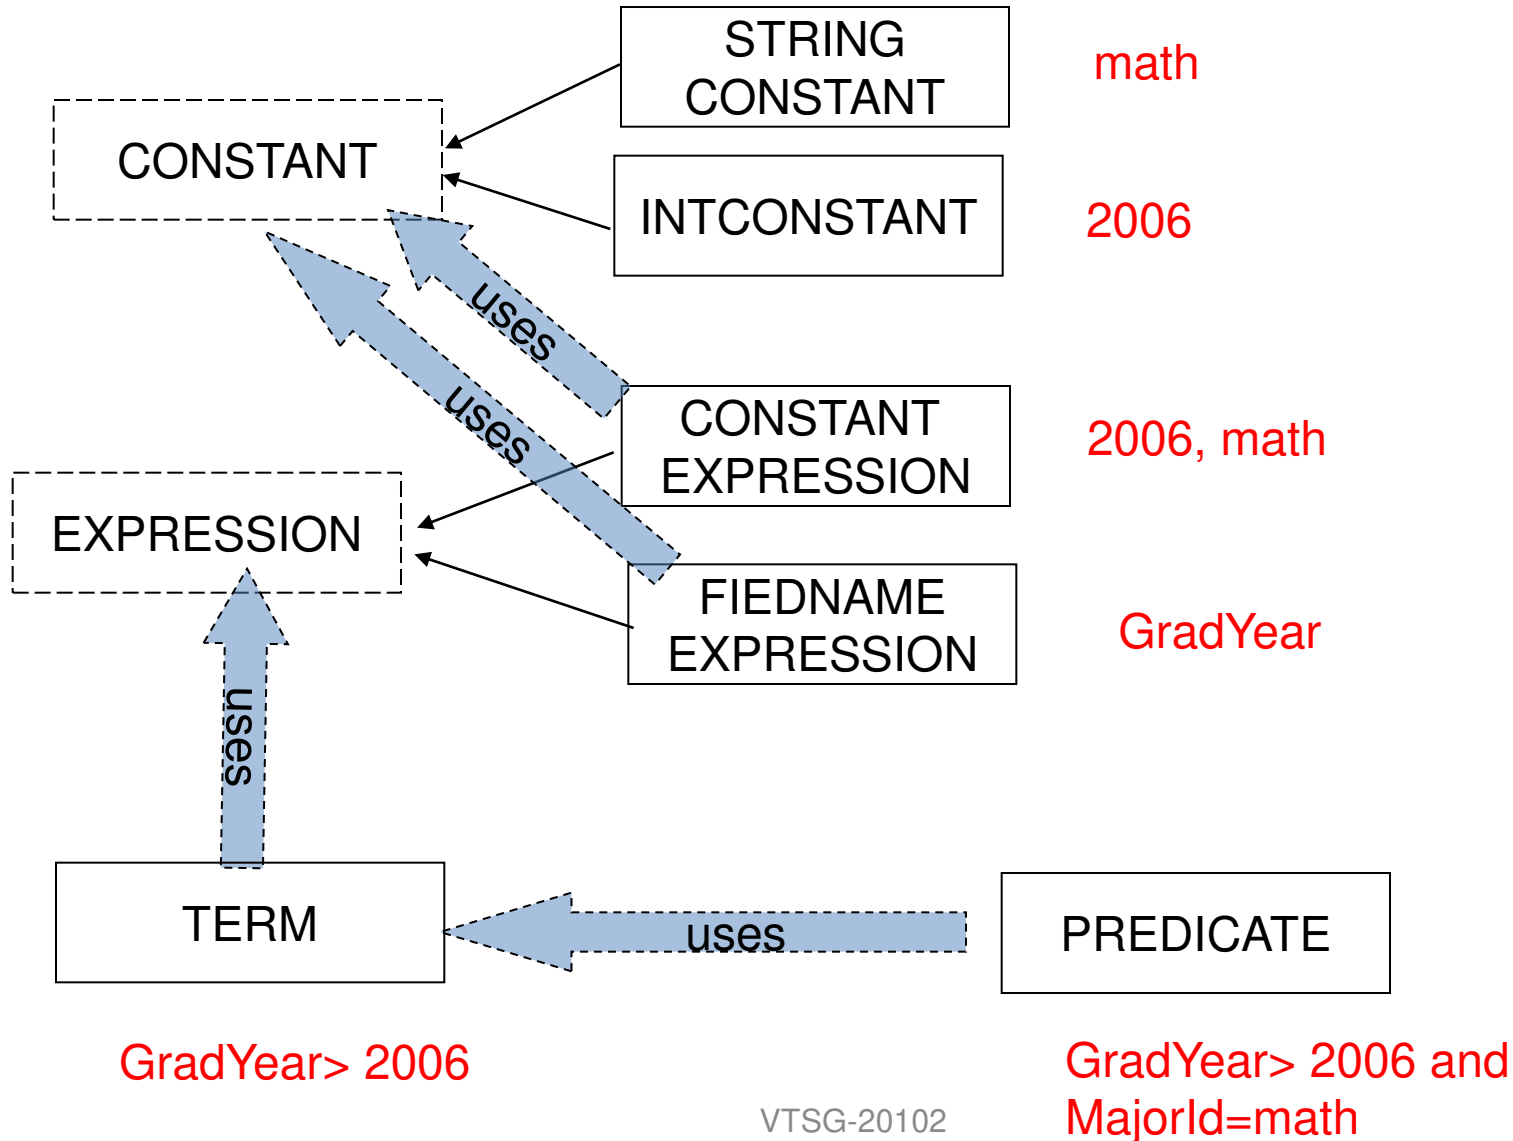 STRING
CONSTANT
math
CONSTANT
INTCONSTANT
2006
uses
uses
CONSTANT
EXPRESSION
2006, math
EXPRESSION
FIEDNAME
EXPRESSION
GradYear
uses
TERM
uses
PREDICATE
GradYear> 2006
GradYear> 2006 and
MajorId=math
VTSG-20102